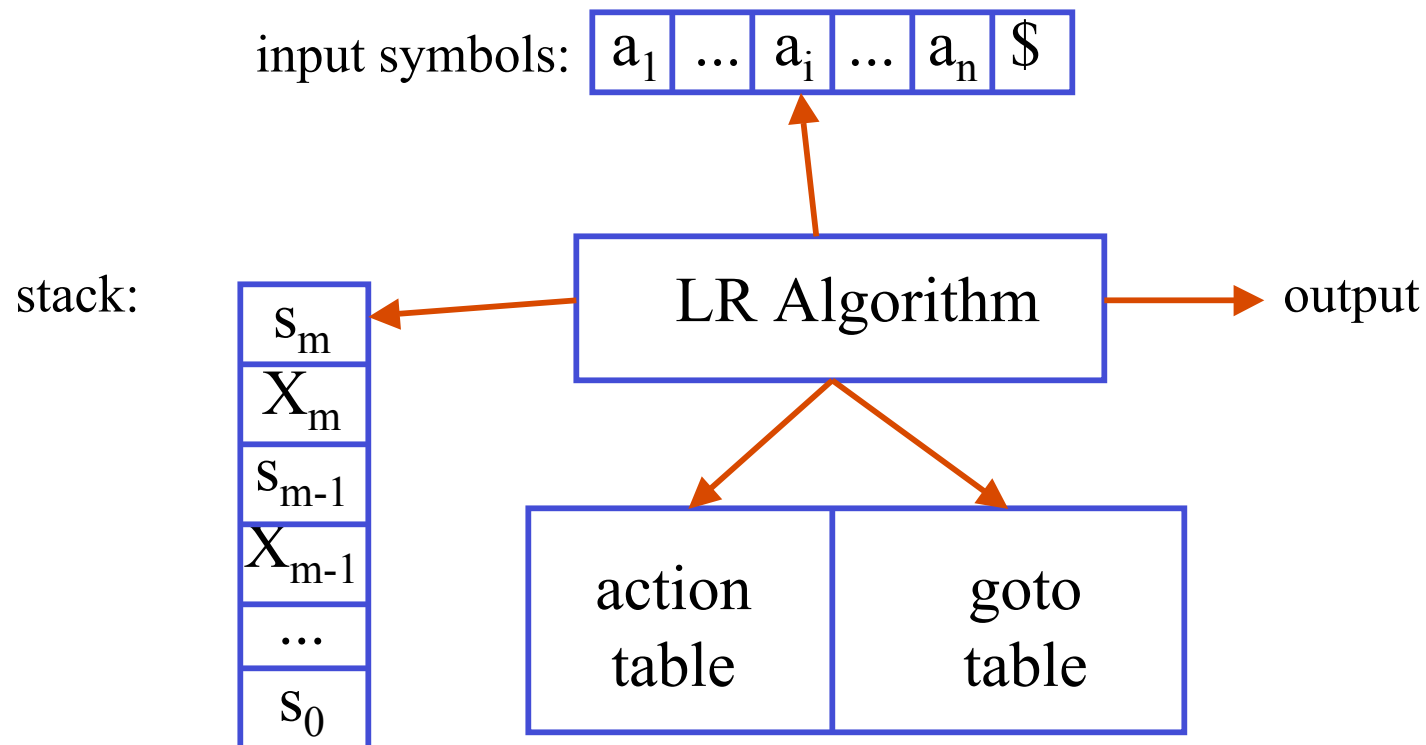 input symbols: a₁ ... aᵢ ... aₙ $
LR Algorithm
output
stack:
sₘ
Xₘ
sₘ₋₁
Xₘ₋₁
...
s₀
action table
goto table